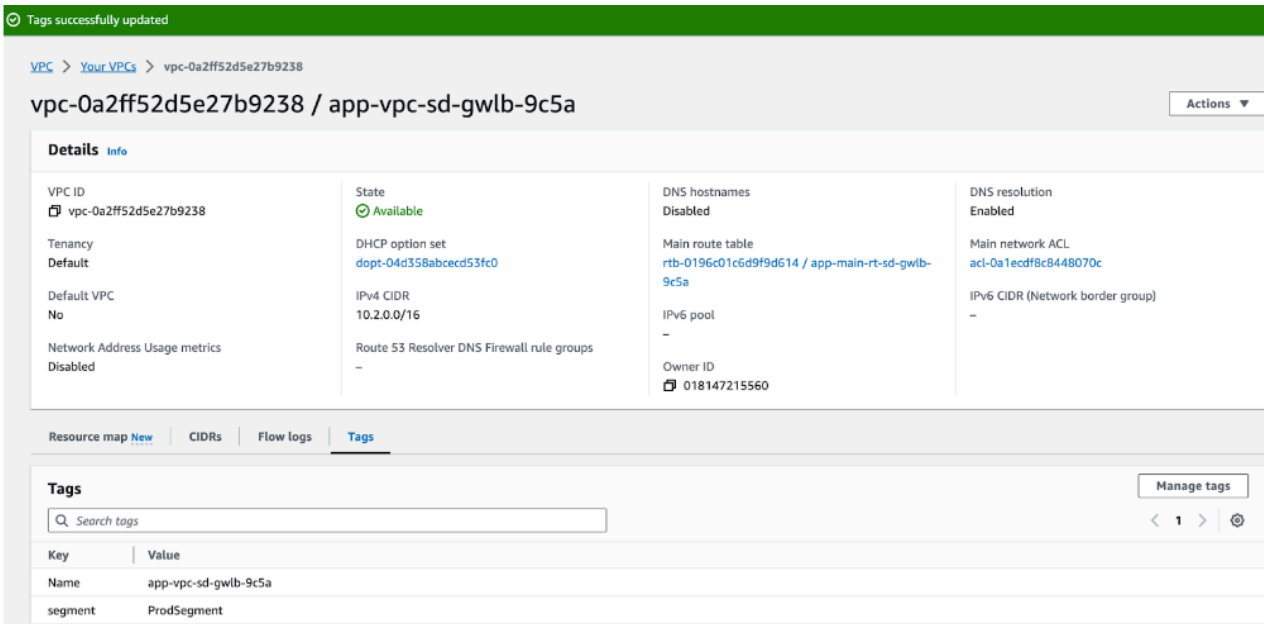 Tags successfully updated
VPC > Your VPCs > vpc-0a2ff52d5e27b9238
vpc-0a2ff52d5e27b9238 / app-vpc-sd-gwlb-9c5a
Actions ▼
Details Info
VPC ID
vpc-0a2ff52d5e27b9238
State
Available
DNS hostnames
Disabled
DNS resolution
Enabled
Tenancy
Default
DHCP option set
dopt-04d358abcecd53fc0
Main route table
rtb-0196c01c6d9f9d614 / app-main-rt-sd-gwlb-
9c5a
Main network ACL
acl-0a1ecdf8c8448070c
Default VPC
No
IPv4 CIDR
10.2.0.0/16
IPv6 pool
–
IPv6 CIDR (Network border group)
–
Network Address Usage metrics
Disabled
Route 53 Resolver DNS Firewall rule groups
–
Owner ID
018147215560
Resource map New
CIDRs
Flow logs
Tags
Tags
Manage tags
Search tags
< 1 >
Key Value
Name app-vpc-sd-gwlb-9c5a
segment ProdSegment